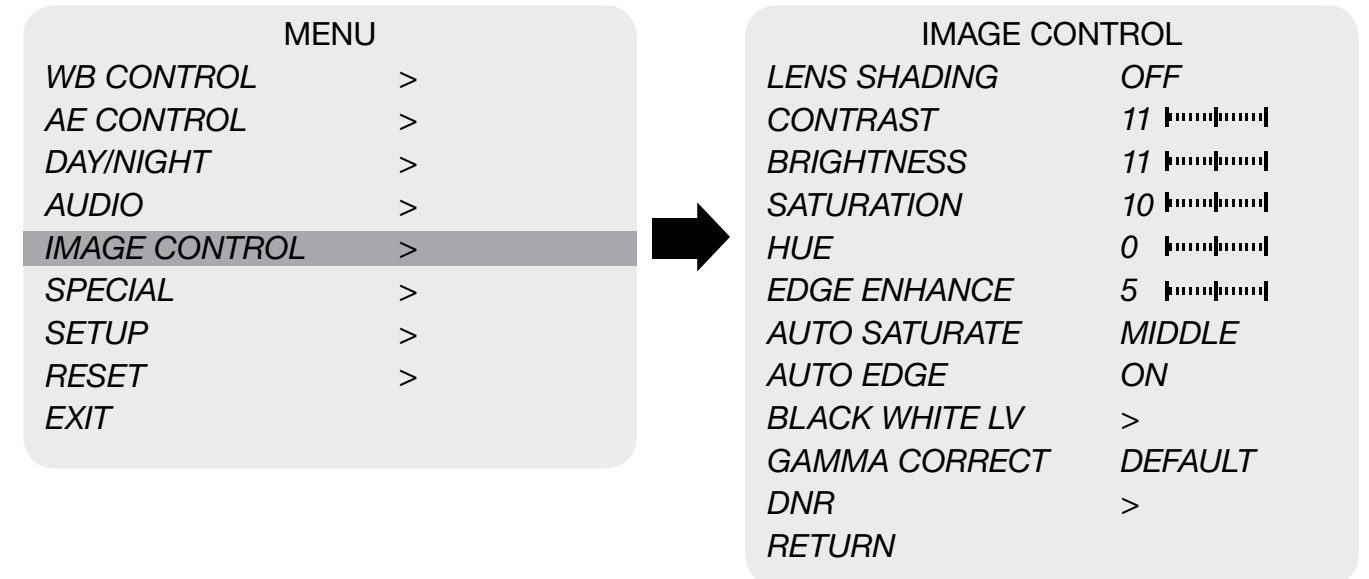 MENU
WB CONTROL >
AE CONTROL >
DAY/NIGHT >
AUDIO >
IMAGE CONTROL >
SPECIAL >
SETUP >
RESET >
EXIT
IMAGE CONTROL
LENS SHADING OFF
CONTRAST 11
BRIGHTNESS 11
SATURATION 10
HUE 0
EDGE ENHANCE 5
AUTO SATURATE MIDDLE
AUTO EDGE ON
BLACK WHITE LV >
GAMMA CORRECT DEFAULT
DNR >
RETURN